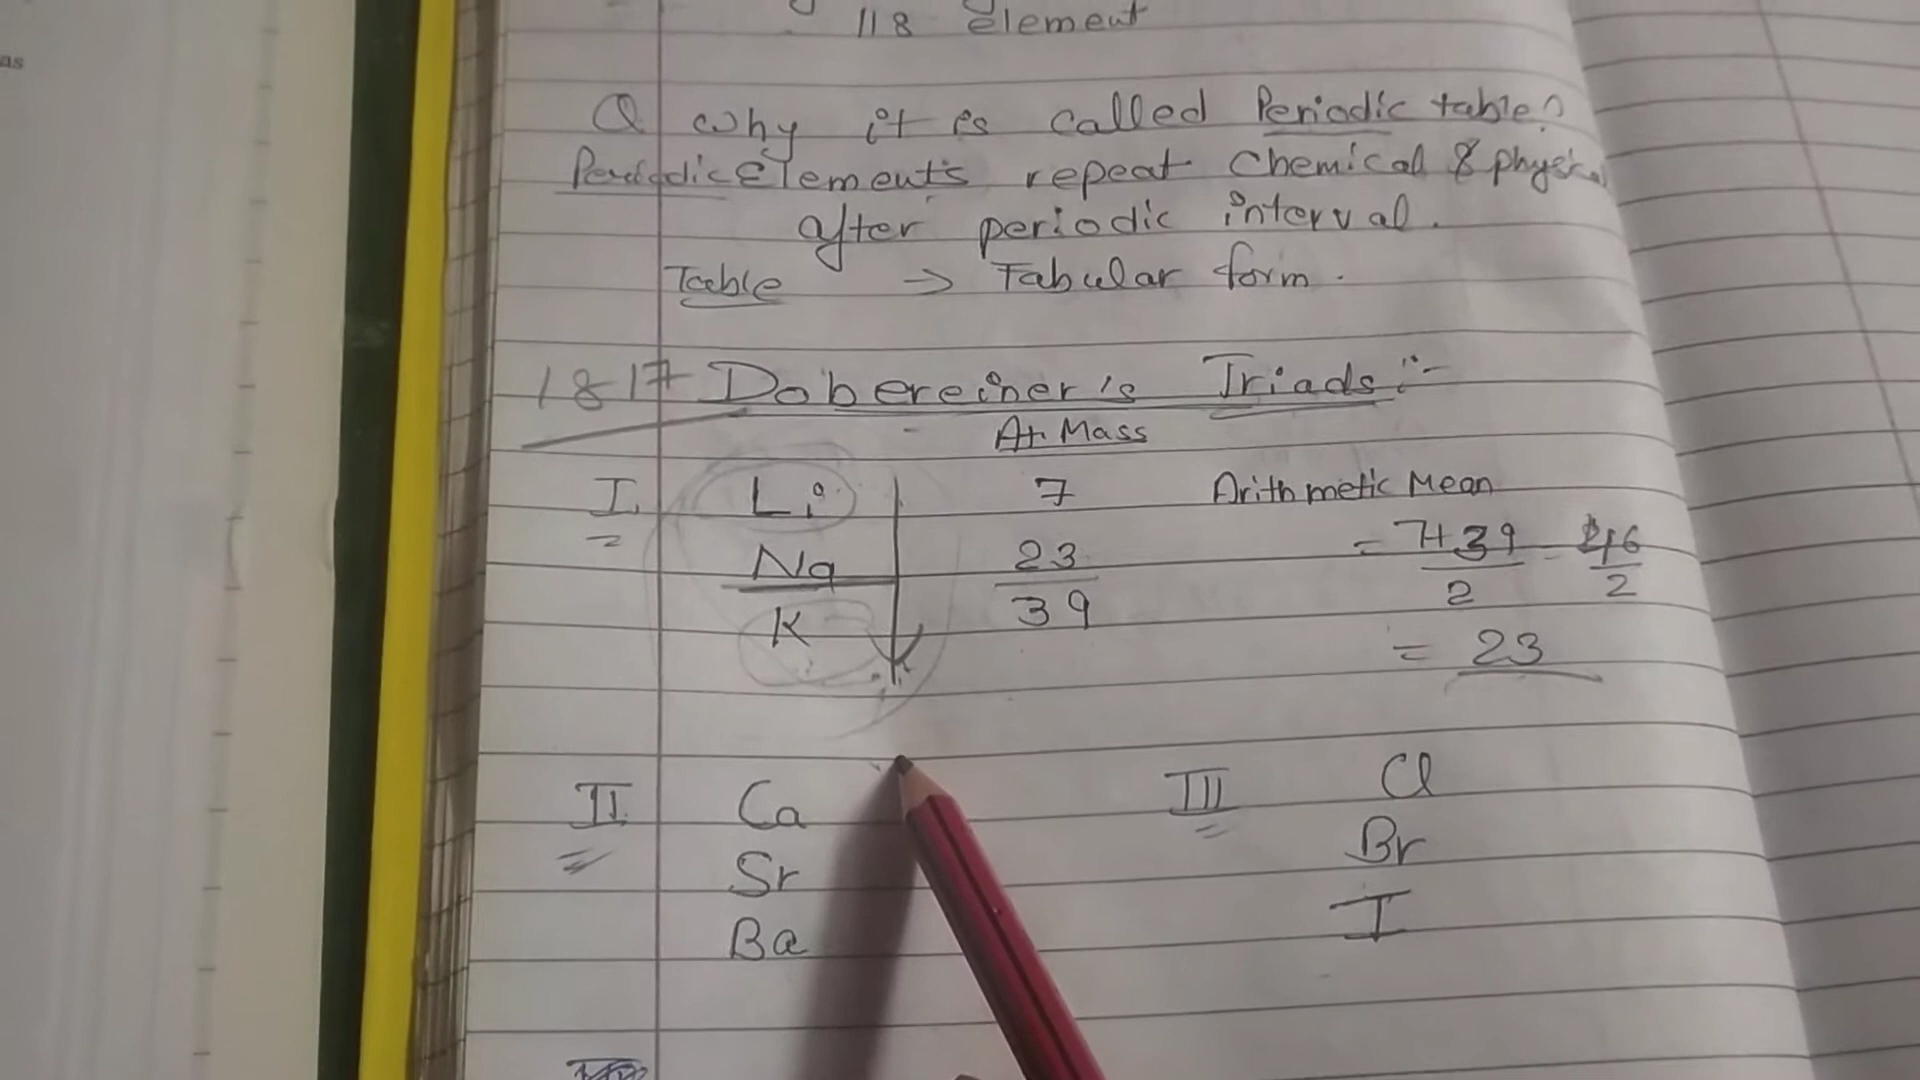 as
118 element
Q Why it is called Periodic table?
Periodic Elements repeat Chemical & physical
after periodic interval.
Table → Tabular form.
1817 Dobereiner's Triads :-
At. Mass
I. Li 7 Arithmetic Mean
Na 23 = 7+39/2 = 46/2
K 39
= 23
II Ca III Cl
Sr Br
Ba I